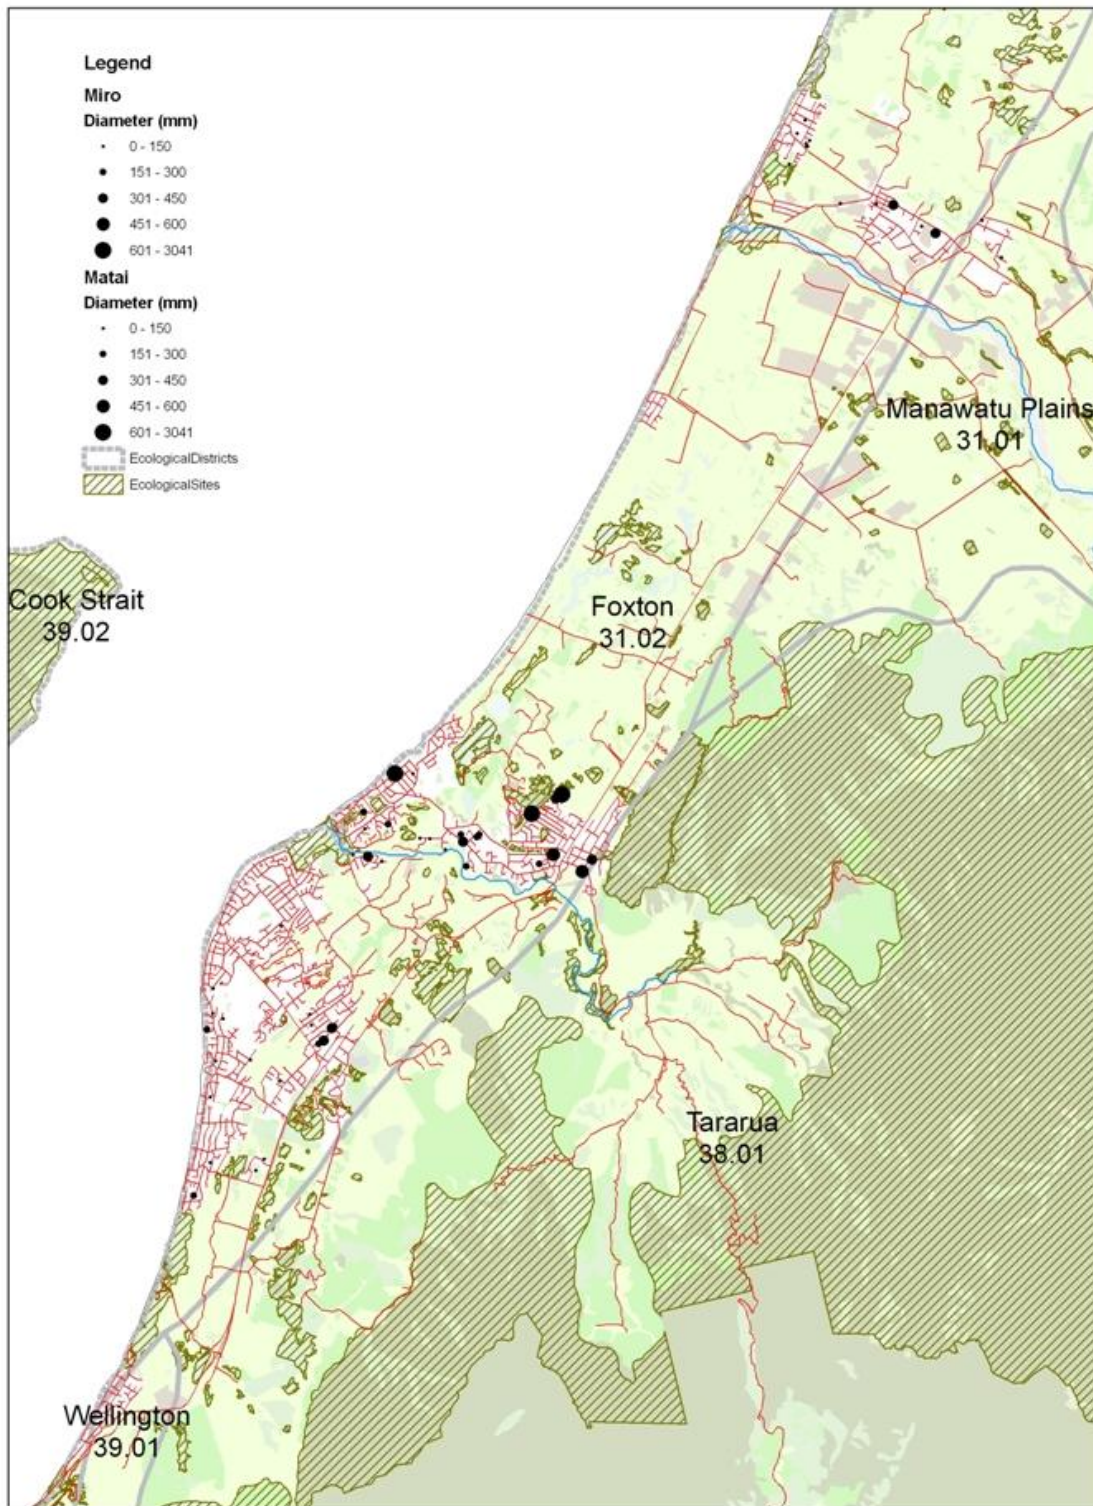 Legend
Miro
Diameter (mm)
0 - 150
151 - 300
301 - 450
451 - 600
601 - 3041
Matai
Diameter (mm)
0 - 150
151 - 300
301 - 450
451 - 600
601 - 3041
EcologicalDistricts
EcologicalSites
Manawatu Plains
31.01
Cook Strait
39.02
Foxton
31.02
Tararua
38.01
Wellington
39.01